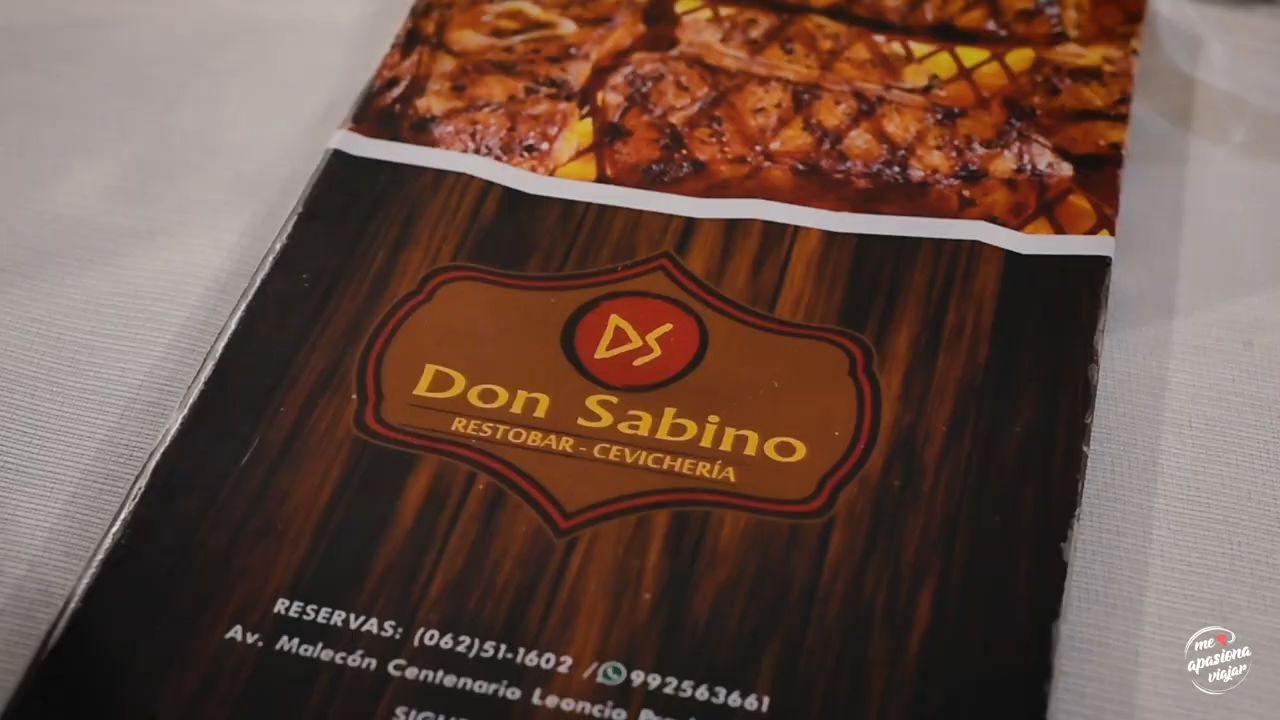 DS
Don Sabino
RESTOBAR - CEVICHERÍA
RESERVAS: (062)51-1602 / 992563661
Av. Malecón Centenario Leoncio
me apasiona viajar